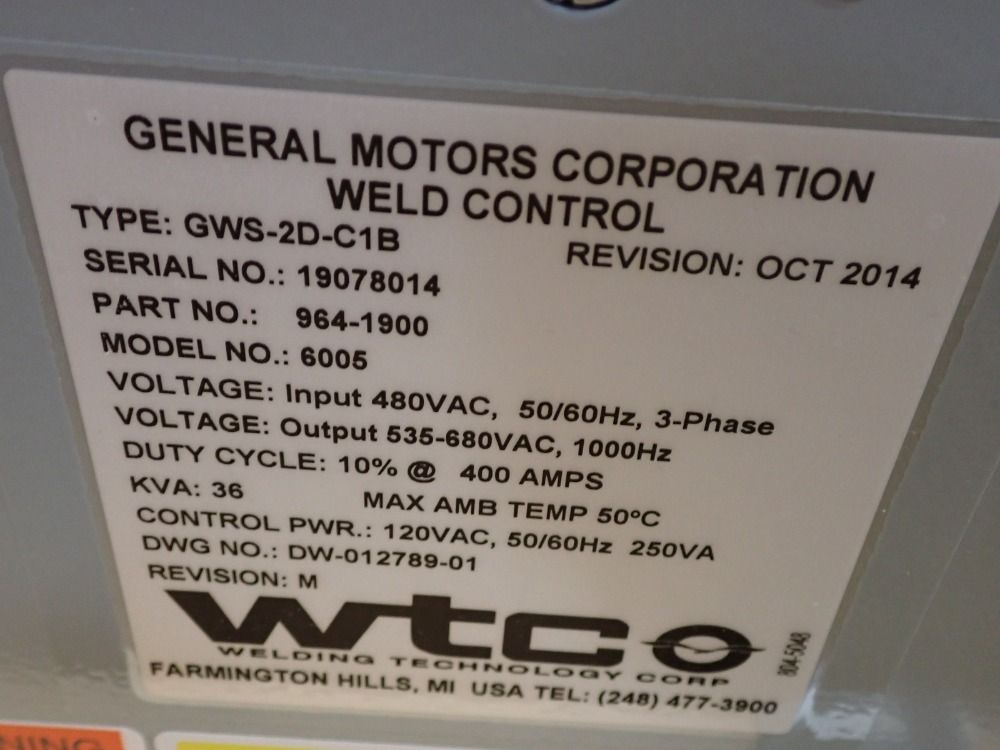 GENERAL MOTORS CORPORATION
WELD CONTROL
TYPE: GWS-2D-C1B
REVISION: OCT 2014
SERIAL NO.: 19078014
PART NO.: 964-1900
MODEL NO.: 6005
VOLTAGE: Input 480VAC, 50/60Hz, 3-Phase
VOLTAGE: Output 535-680VAC, 1000Hz
DUTY CYCLE: 10% @ 400 AMPS
KVA: 36 MAX AMB TEMP 50°C
CONTROL PWR.: 120VAC, 50/60Hz 250VA
DWG NO.: DW-012789-01
REVISION: M
wtc
WELDING TECHNOLOGY CORP
804-5048
FARMINGTON HILLS, MI USA TEL: (248) 477-3900